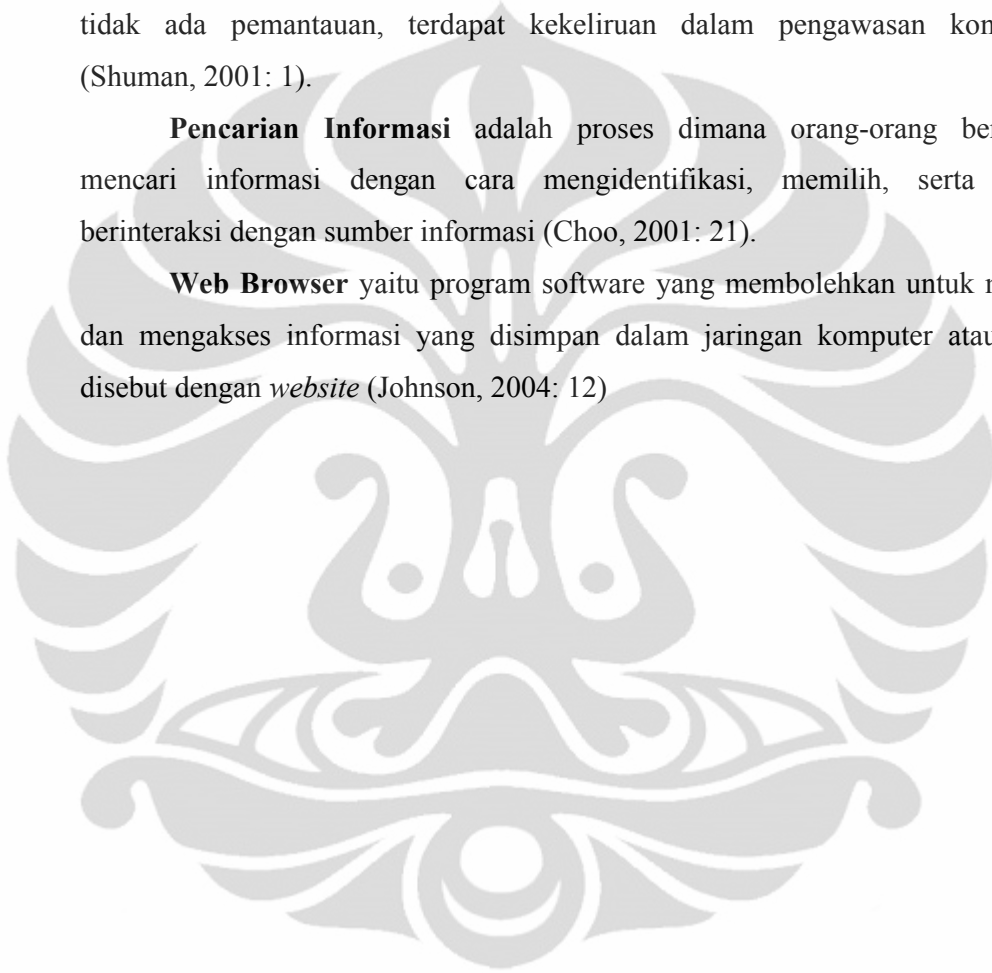 tidak ada pemantauan, terdapat kekeliruan dalam pengawasan
(Shuman, 2001: 1).
Pencarian Informasi adalah proses dimana orang-orang
mencari informasi dengan cara mengidentifikasi, memilih, serta
berinteraksi dengan sumber informasi (Choo, 2001: 21).
Web Browser yaitu program software yang membolehkan untuk
dan mengakses informasi yang disimpan dalam jaringan komputer atau
disebut dengan website (Johnson, 2004: 12)